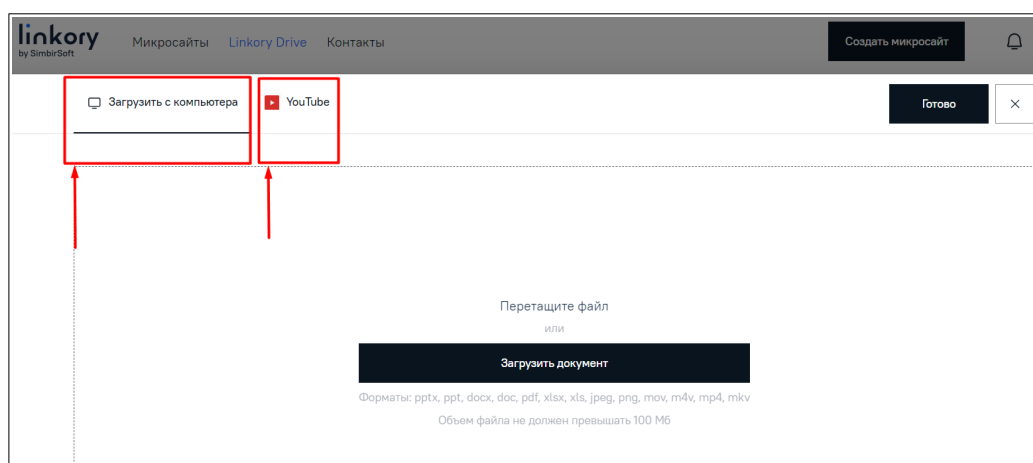 linkory
by SimbirSoft
Микросайты Linkory Drive Контакты Создать микросайт
Загрузить с компьютера YouTube Готово
Перетащите файл
или
Загрузить документ
Форматы: pptx, ppt, docx, doc, pdf, xlsx, xls, jpeg, png, mov, m4v, mp4, mkv
Объем файла не должен превышать 100 Мб